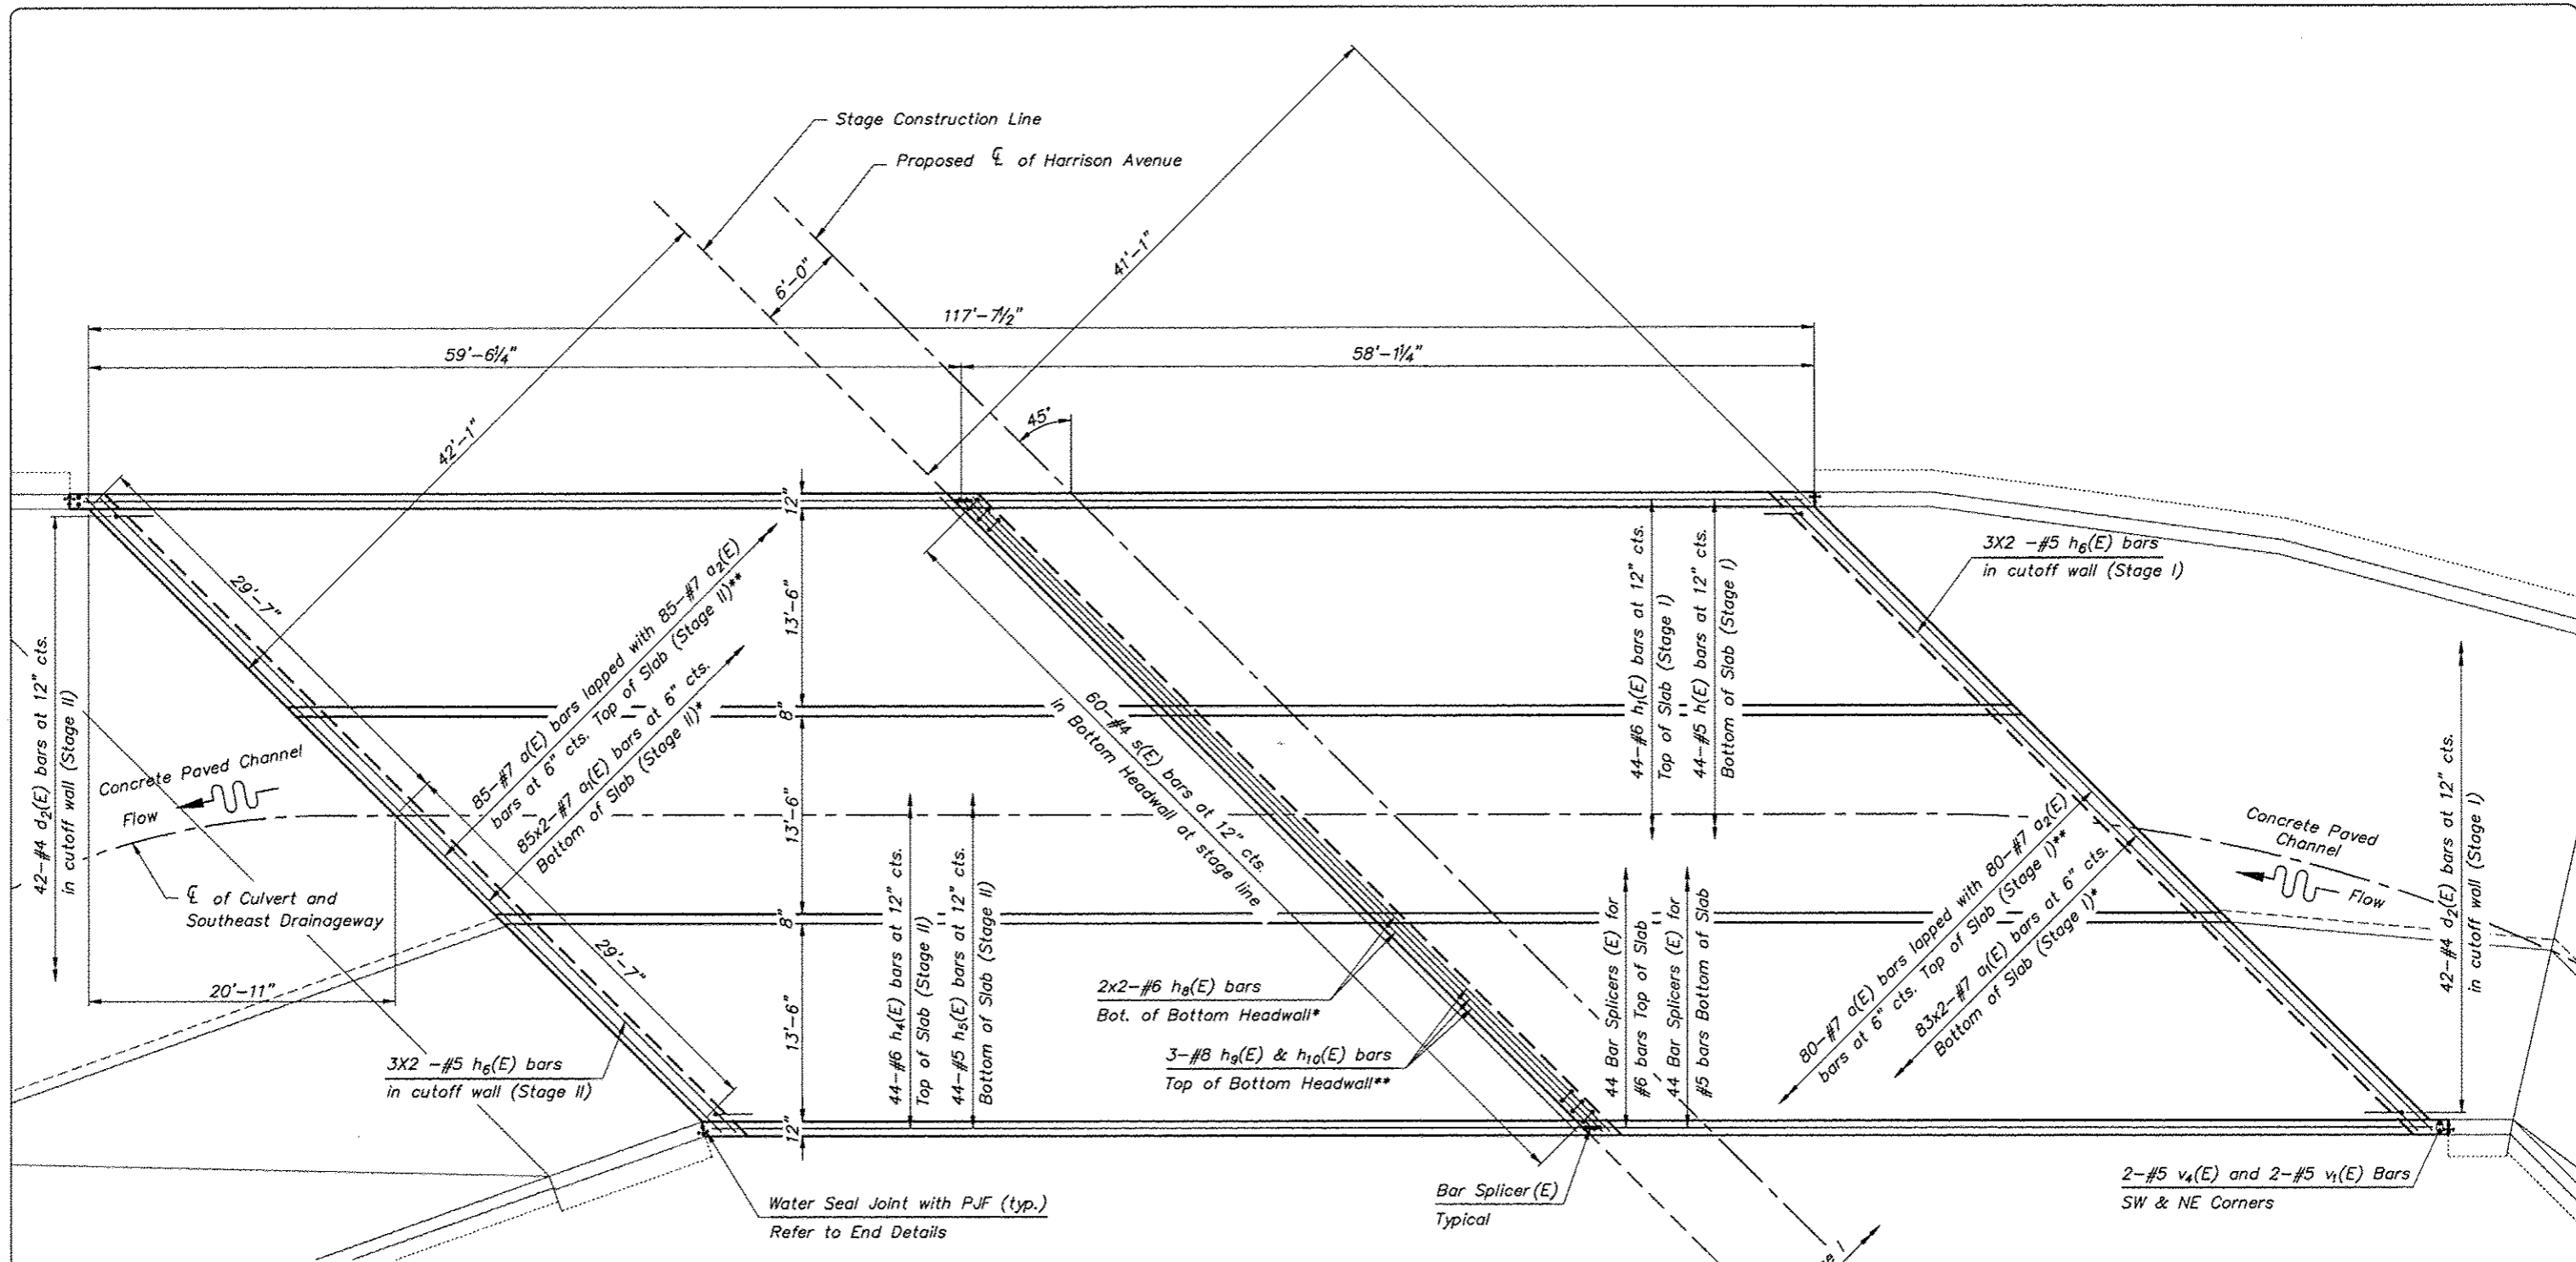 Stage Construction Line
Proposed ℄ of Harrison Avenue
41'-1"
6'-0"
117'-7½"
59'-6¼"
58'-1¼"
42'-1"
45°
12"
13'-6"
8"
13'-6"
8"
13'-6"
12"
29'-7"
29'-7"
20'-11"
42-#4 d₂(E) bars at 12" cts.
in cutoff wall (Stage II)
Concrete Paved Channel
Flow
℄ of Culvert and
Southeast Drainageway
85-#7 a(E) bars lapped with 85-#7 a₂(E)
bars at 6" cts. Top of Slab (Stage II)**
85x2-#7 a₁(E) bars at 6" cts.
Bottom of Slab (Stage II)*
3X2 -#5 h₆(E) bars
in cutoff wall (Stage II)
44-#6 h₄(E) bars at 12" cts.
Top of Slab (Stage II)
44-#5 h₅(E) bars at 12" cts.
Bottom of Slab (Stage II)
60-#4 s(E) bars at 12" cts.
in Bottom Headwall at stage line
2x2-#6 h₈(E) bars
Bot. of Bottom Headwall*
3-#8 h₉(E) & h₁₀(E) bars
Top of Bottom Headwall**
44-#6 h₁(E) bars at 12" cts.
Top of Slab (Stage I)
44-#5 h(E) bars at 12" cts.
Bottom of Slab (Stage I)
44 Bar Splicers (E) for
#6 bars Top of Slab
44 Bar Splicers (E) for
#5 bars Bottom of Slab
3X2 -#5 h₆(E) bars
in cutoff wall (Stage I)
80-#7 a(E) bars lapped with 80-#7 a₂(E)
bars at 6" cts. Top of Slab (Stage I)**
83x2-#7 a₁(E) bars at 6" cts.
Bottom of Slab (Stage I)*
Concrete Paved
Channel
Flow
42-#4 d₂(E) bars at 12" cts.
in cutoff wall (Stage I)
Water Seal Joint with PJF (typ.)
Refer to End Details
Bar Splicer (E)
Typical
2-#5 v₄(E) and 2-#5 v₁(E) Bars
SW & NE Corners